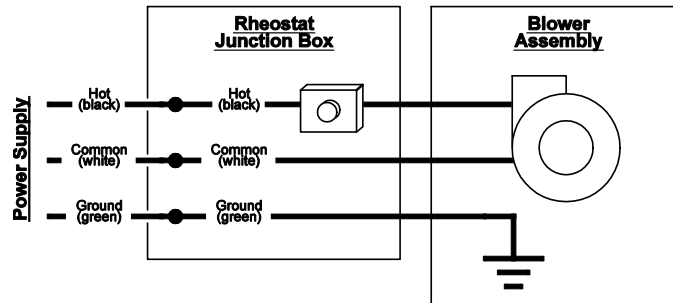 Rheostat
Junction Box
Blower
Assembly
Power Supply
Hot
(black)
Hot
(black)
Common
(white)
Common
(white)
Ground
(green)
Ground
(green)